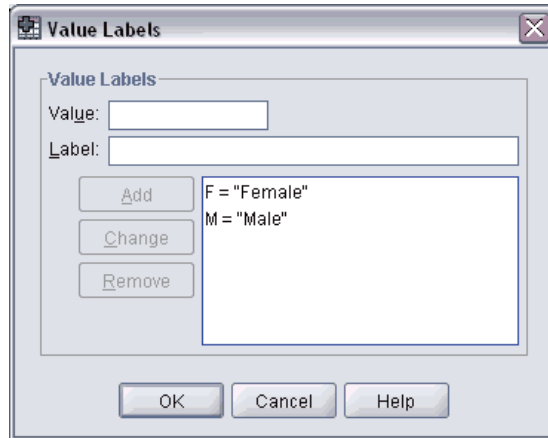 Value Labels
Value Labels
Value:
Label:
Add
F = "Female"
M = "Male"
Change
Remove
OK Cancel Help